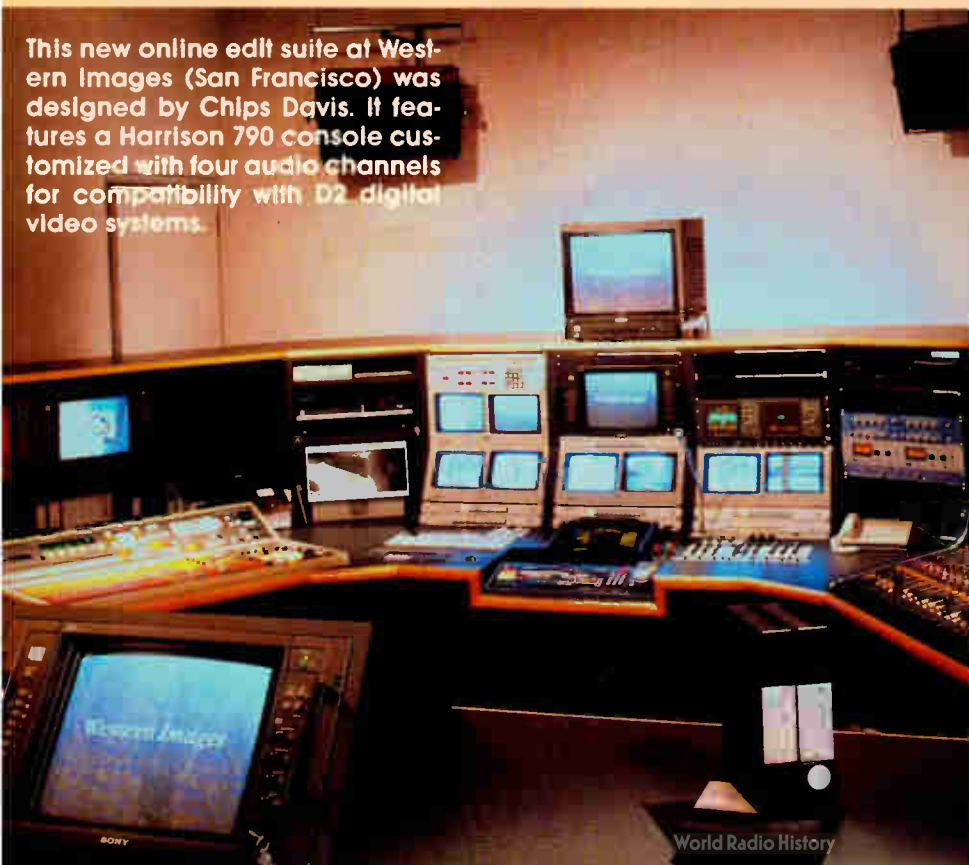 This new online edit suite at West-
ern Images (San Francisco) was
designed by Chips Davis. It fea-
tures a Harrison 790 console cus-
tomized with four audio channels
for compatibility with D2 digital
video systems.
Western Images
SONY
World Radio History